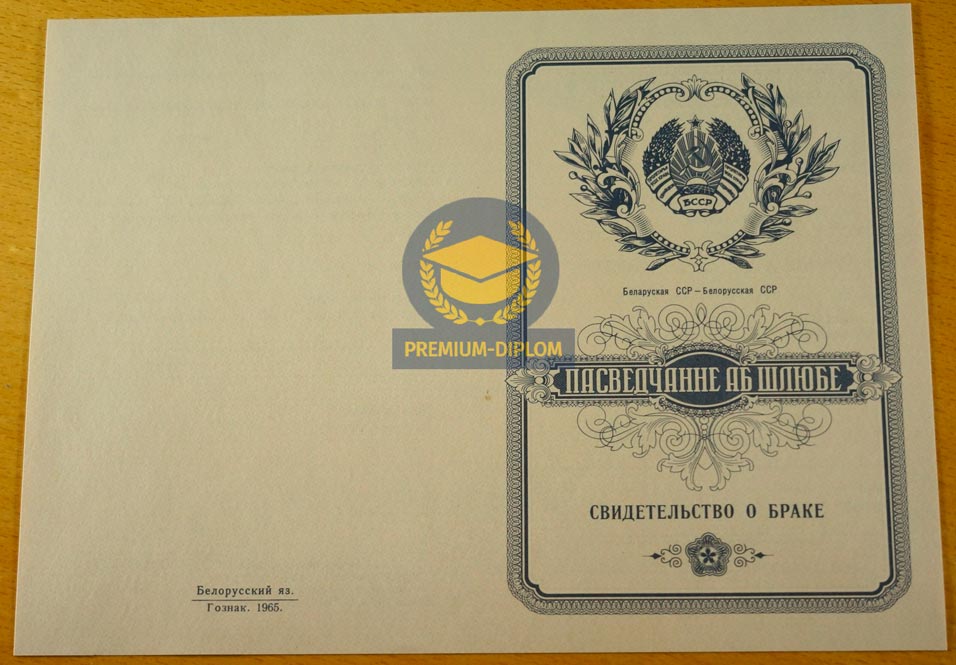 БССР
Беларуская ССР — Белорусская ССР
ПАСВЕДЧАННЕ АБ ШЛЮБЕ
СВИДЕТЕЛЬСТВО О БРАКЕ
PREMIUM-DIPLOM
Белорусский яз.
Гознак. 1965.